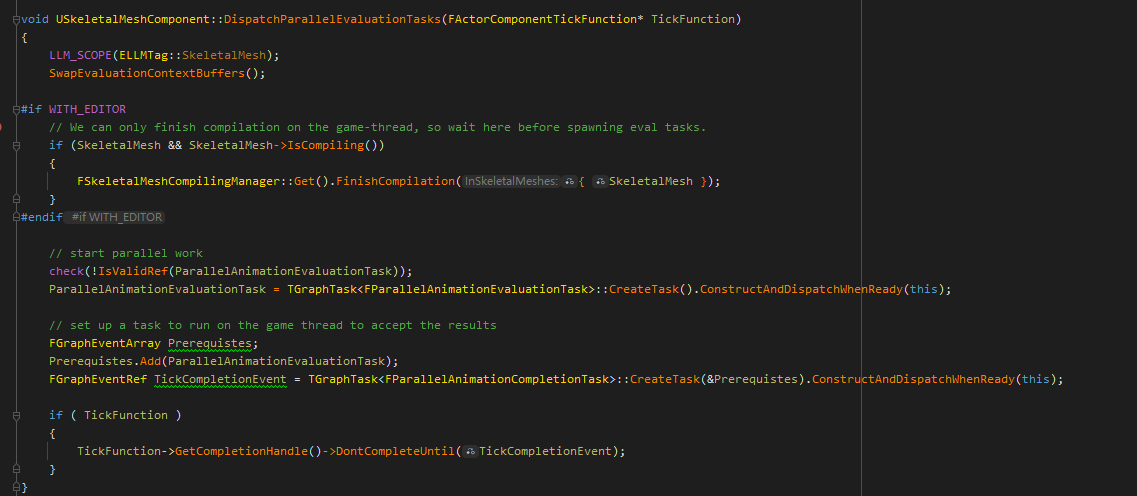 void USkeletalMeshComponent::DispatchParallelEvaluationTasks(FActorComponentTickFunction* TickFunction)
{
    LLM_SCOPE(ELLMTag::SkeletalMesh);
    SwapEvaluationContextBuffers();

#if WITH_EDITOR
    // We can only finish compilation on the game-thread, so wait here before spawning eval tasks.
    if (SkeletalMesh && SkeletalMesh->IsCompiling())
    {
        FSkeletalMeshCompilingManager::Get().FinishCompilation(InSkeletalMeshes: { SkeletalMesh });
    }
#endif #if WITH_EDITOR

    // start parallel work
    check(!IsValidRef(ParallelAnimationEvaluationTask));
    ParallelAnimationEvaluationTask = TGraphTask<FParallelAnimationEvaluationTask>::CreateTask().ConstructAndDispatchWhenReady(this);

    // set up a task to run on the game thread to accept the results
    FGraphEventArray Prerequistes;
    Prerequistes.Add(ParallelAnimationEvaluationTask);
    FGraphEventRef TickCompletionEvent = TGraphTask<FParallelAnimationCompletionTask>::CreateTask(&Prerequistes).ConstructAndDispatchWhenReady(this);

    if ( TickFunction )
    {
        TickFunction->GetCompletionHandle()->DontCompleteUntil(TickCompletionEvent);
    }
}